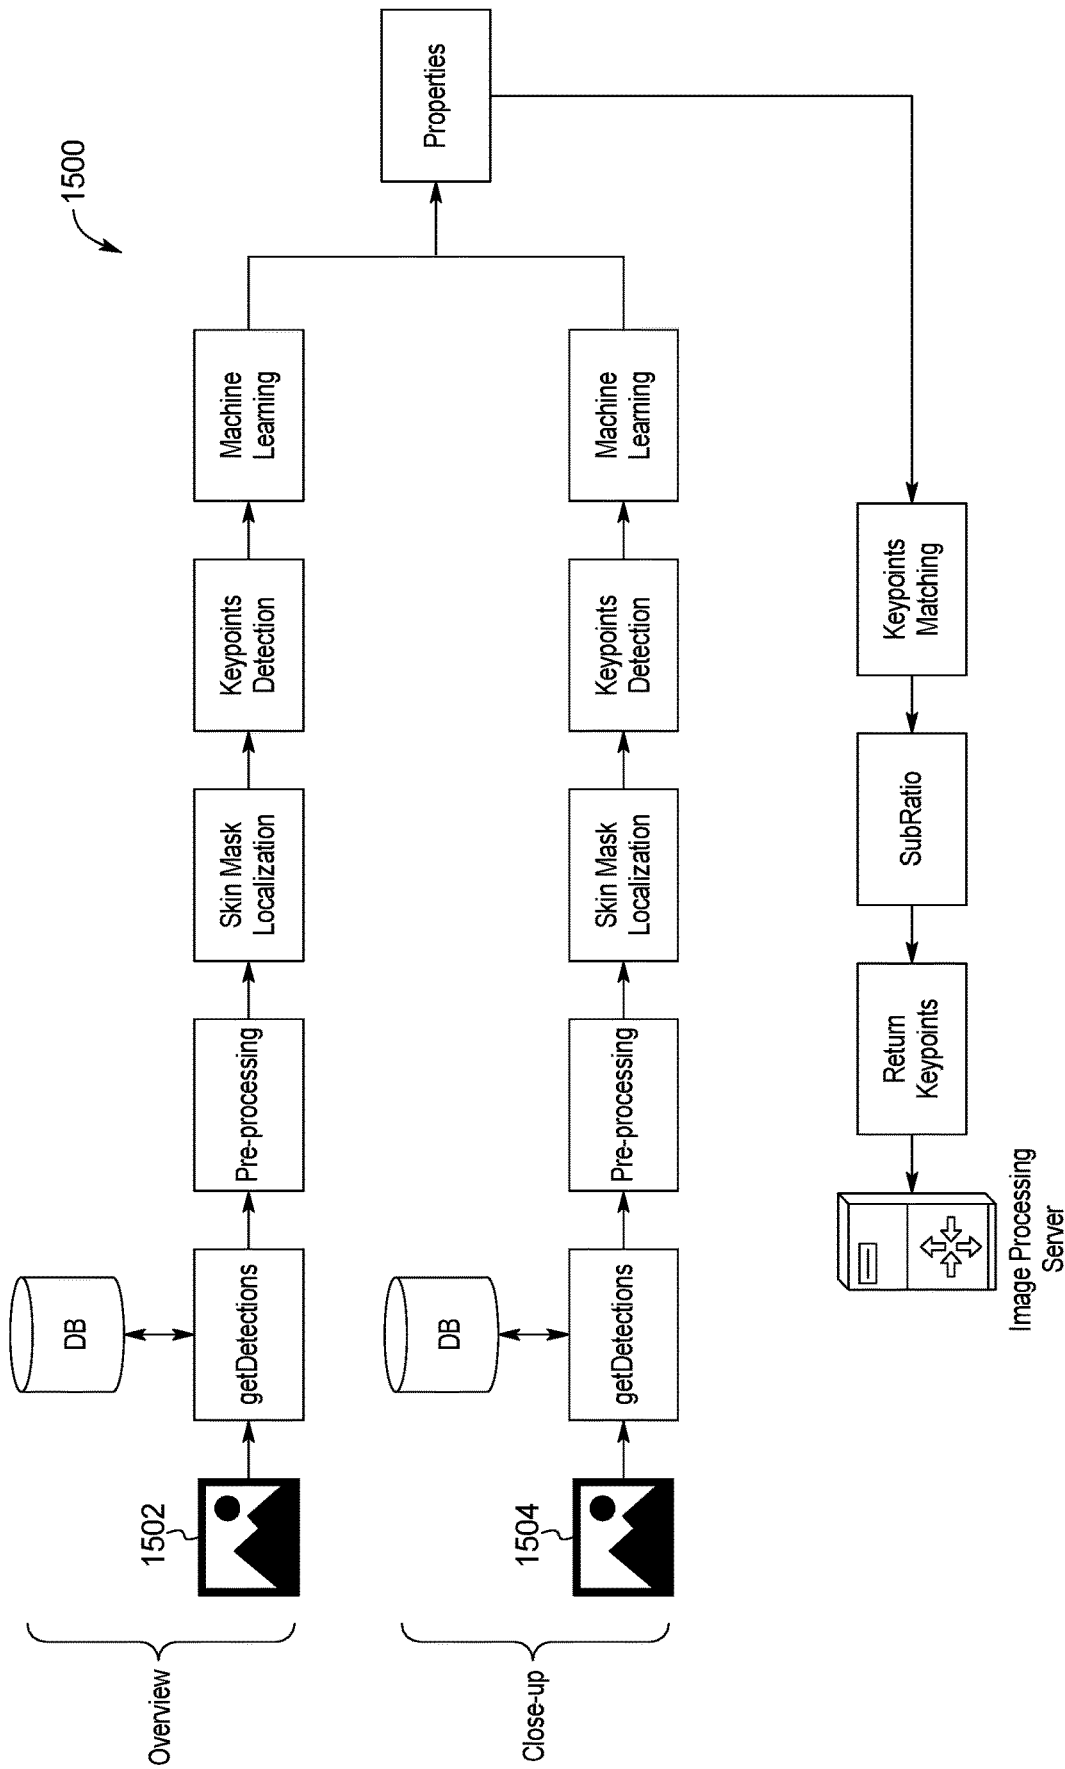 1500
Overview
1502
DB
getDetections
Pre-processing
Skin Mask
Localization
Keypoints
Detection
Machine
Learning
Properties
Close-up
1504
DB
getDetections
Pre-processing
Skin Mask
Localization
Keypoints
Detection
Machine
Learning
Keypoints
Matching
SubRatio
Return
Keypoints
Image Processing
Server